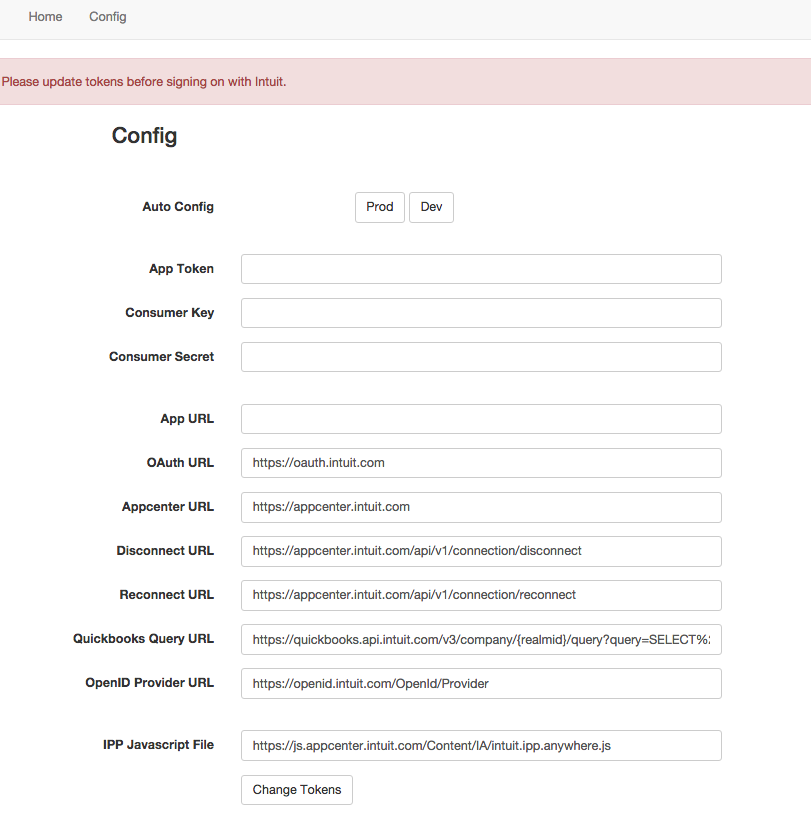 Home Config
Please update tokens before signing on with Intuit.
Config
Auto Config Prod Dev
App Token
Consumer Key
Consumer Secret
App URL
OAuth URL https://oauth.intuit.com
Appcenter URL https://appcenter.intuit.com
Disconnect URL https://appcenter.intuit.com/api/v1/connection/disconnect
Reconnect URL https://appcenter.intuit.com/api/v1/connection/reconnect
Quickbooks Query URL https://quickbooks.api.intuit.com/v3/company/{realmid}/query?query=SELECT%
OpenID Provider URL https://openid.intuit.com/OpenId/Provider
IPP Javascript File https://js.appcenter.intuit.com/Content/IA/intuit.ipp.anywhere.js
Change Tokens